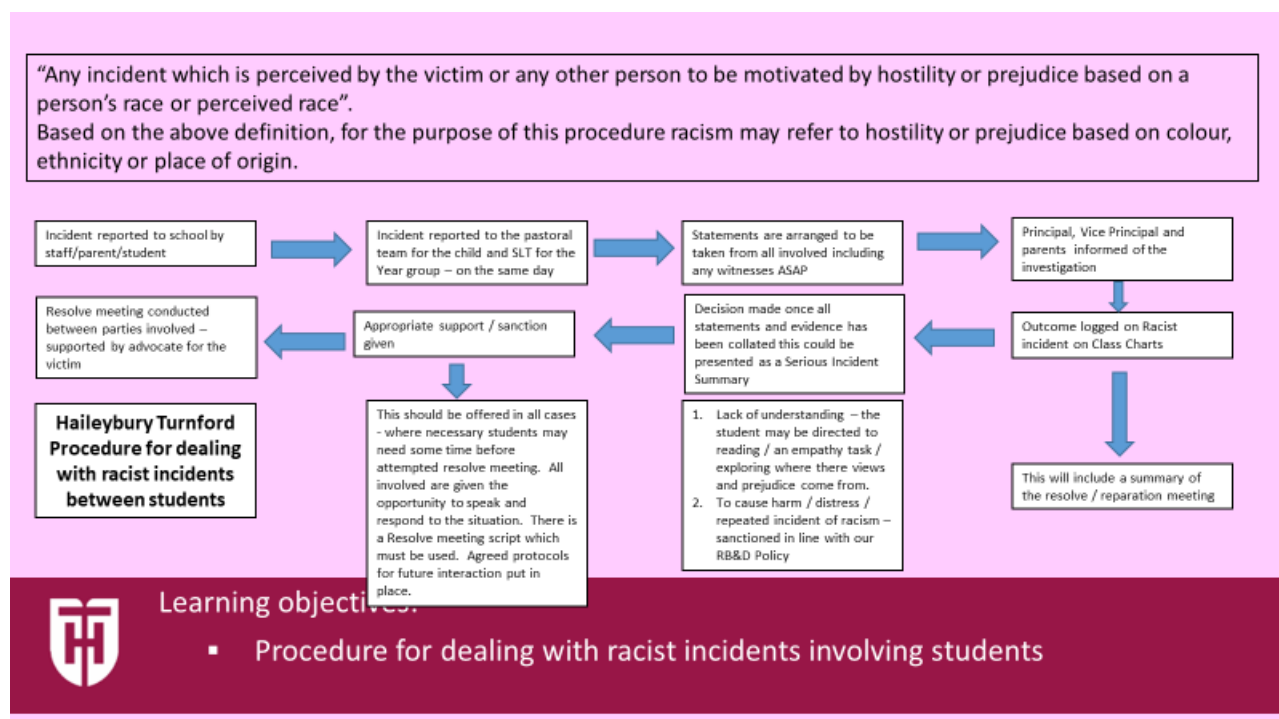 “Any incident which is perceived by the victim or any other person to be motivated by hostility or prejudice based on a
person’s race or perceived race”.
Based on the above definition, for the purpose of this procedure racism may refer to hostility or prejudice based on colour,
ethnicity or place of origin.
Incident reported to school by
staff/parent/student
Incident reported to the pastoral
team for the child and SLT for the
Year group – on the same day
Statements are arranged to be
taken from all involved including
any witnesses ASAP
Principal, Vice Principal and
parents informed of the
investigation
Resolve meeting conducted
between parties involved –
supported by advocate for the
victim
Appropriate support / sanction
given
Decision made once all
statements and evidence has
been collated this could be
presented as a Serious Incident
Summary
Outcome logged on Racist
incident on Class Charts
Haileybury Turnford
Procedure for dealing
with racist incidents
between students
This should be offered in all cases
- where necessary students may
need some time before
attempted resolve meeting. All
involved are given the
opportunity to speak and
respond to the situation. There is
a Resolve meeting script which
must be used. Agreed protocols
for future interaction put in
place.
1. Lack of understanding – the
student may be directed to
reading / an empathy task /
exploring where there views
and prejudice come from.
2. To cause harm / distress /
repeated incident of racism –
sanctioned in line with our
RB&D Policy
This will include a summary of
the resolve / reparation meeting
Learning objectives:
▪ Procedure for dealing with racist incidents involving students